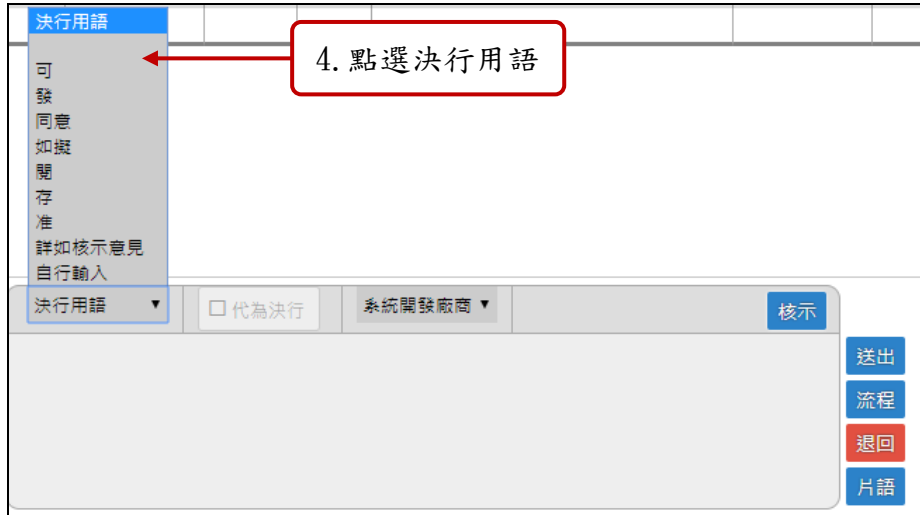 決行用語
4.點選決行用語
可
發
同意
如擬
閱
存
准
詳如核示意見
自行輸入
決行用語 ▼
代為決行
系統開發廠商 ▼
核示
送出
流程
退回
片語